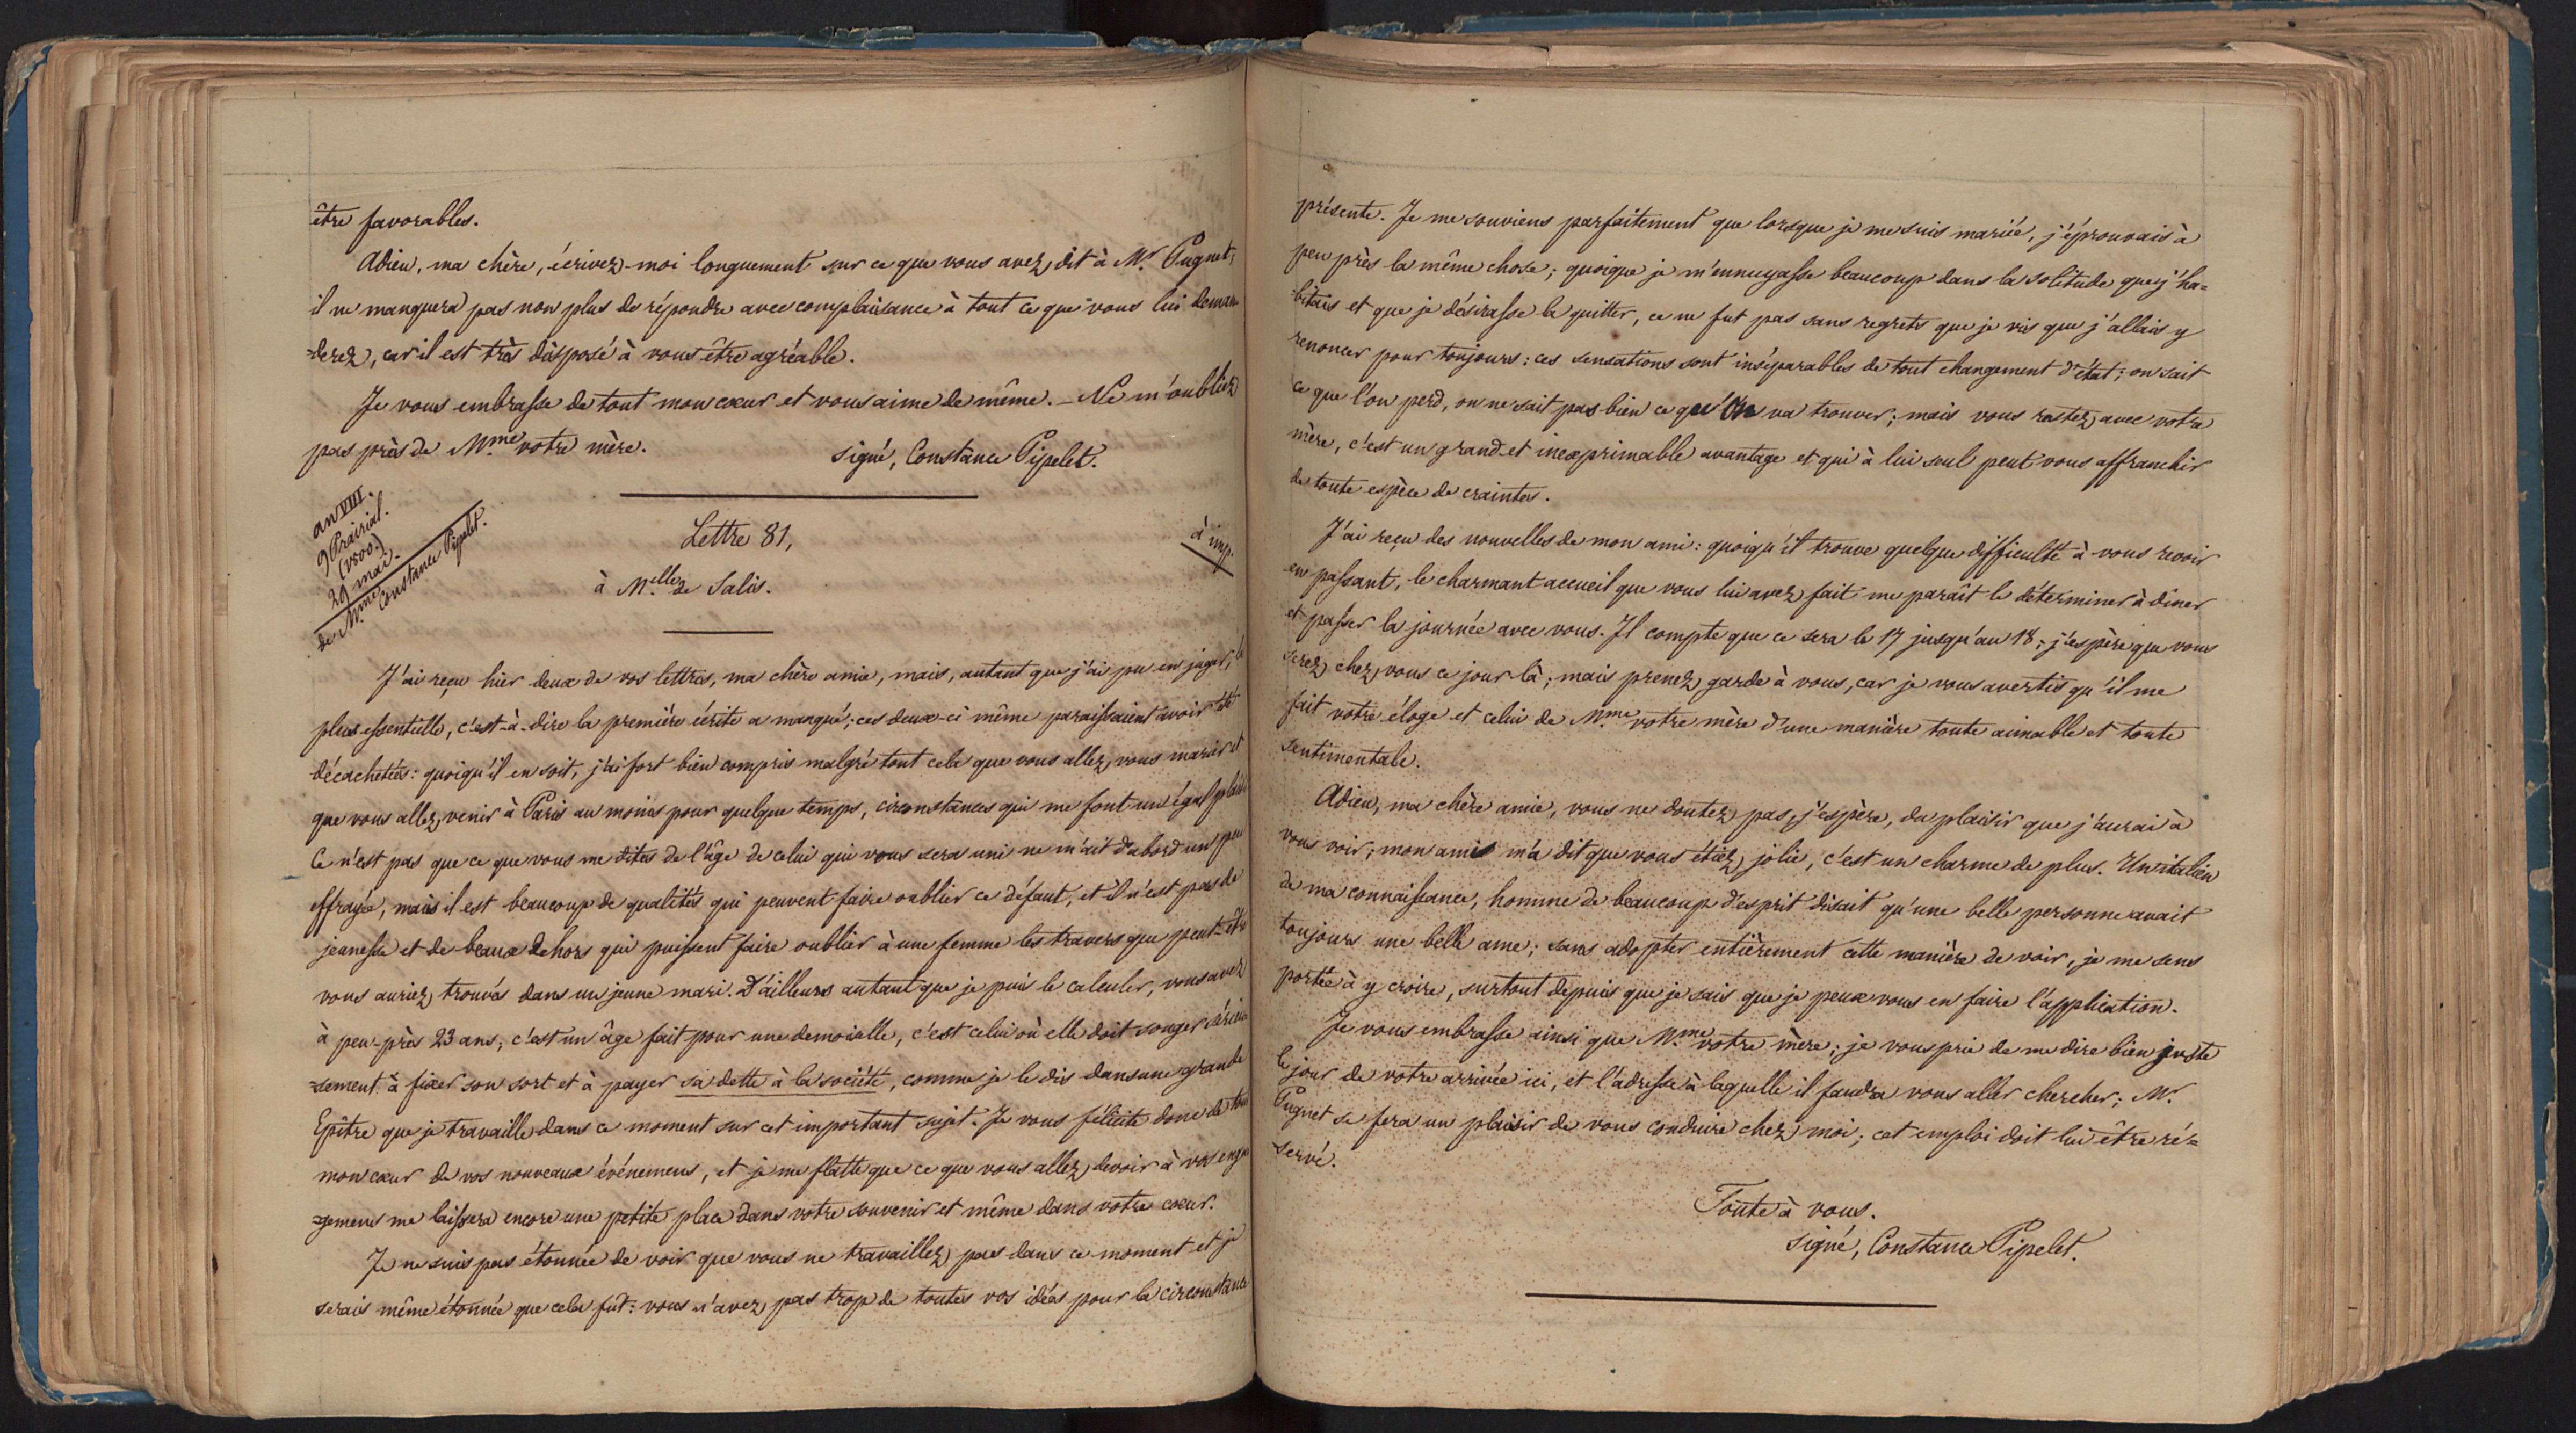 être favorables.
Adieu, ma chère, écrivez-moi longuement sur ce que vous avez dit à Mr. Pugnet,
il ne manquera pas non plus de répondre avec complaisance à tout ce que vous lui deman-
=derez, car il est très disposé à vous être agréable.
Je vous embrasse de tout mon cœur et vous aime de même. _ Ne m'oubliez
pas près de Mme. votre mère.
signé, Constance Pipelet.
an VIII.
9 Prairial.
(1800.)
29 mai.
de Mme. Constance Pipelet.
Lettre 81,
à imp.
à Melle. de Salis.
J'ai reçu hier deux de vos lettres, ma chère amie, mais, autant que j'ai pu en juger, la
plus essentielle, c'est-à-dire la première écrite a manqué; ces deux-ci même paraissaient avoir été
décachetées: quoiqu'il en soit, j'ai fort bien compris malgré tout cela que vous allez vous marier et
que vous allez venir à Paris au moins pour quelque temps, circonstances qui me font un égal plaisir
Ce n'est pas que ce que vous me dites de l'âge de celui qui vous sera uni ne m'ait d'abord un peu
effrayée, mais il est beaucoup de qualités qui peuvent faire oublier ce défaut, et il n'est pas de
jeunesse et de beaux dehors qui puissent faire oublier à une femme les travers que peut-être
vous auriez trouvés dans un jeune mari. D'ailleurs autant que je puis le calculer, vous avez
à peu-près 23 ans; c'est un âge fait pour une demoiselle, c'est celui où elle doit songer sérieu
=sement à fixer son sort et à payer sa dette à la société, comme je le dis dans une grande
Epître que je travaille dans ce moment sur cet important sujet. Je vous félicite donc de tout
mon cœur de vos nouveaux événemens, et je me flatte que ce que vous allez devoir à vos enga
=gemens me laissera encore une petite place dans votre souvenir et même dans votre cœur.
Je ne suis pas étonnée de voir que vous ne travaillez pas dans ce moment et je
serais même étonnée que cela fût: vous n'avez pas trop de toutes vos idées pour la circonstance
présente. Je me souviens parfaitement que lorsque je me suis mariée, j'éprouvais à
peu près la même chose; quoique je m'ennuyasse beaucoup dans la solitude que j'ha=
=bitais et que je désirasse la quitter, ce ne fut pas sans regrets que je vis que j'allais y
renoncer pour toujours: ces sensations sont inséparables de tout changement d'état; on sait
ce que l'on perd, on ne sait pas bien ce qu'on va trouver; mais vous restez avec votre
mère, c'est un grand et inexprimable avantage et qui à lui seul peut vous affranchir
de toute espèce de craintes.
J'ai reçu des nouvelles de mon ami: quoiqu'il trouve quelque difficulté à vous revoir
en passant, le charmant accueil que vous lui avez fait me paraît le déterminer à diner
et passer la journée avec vous. Il compte que ce sera le 17 jusqu'au 18; j'espère que vous
serez chez vous ce jour là; mais prenez garde à vous, car je vous avertis qu'il me
fait votre éloge et celui de Mme. votre mère d'une manière toute aimable et toute
sentimentale.
Adieu, ma chère amie, vous ne doutez pas, j'espère, du plaisir que j'aurai à
vous voir; mon ami m'a dit que vous étiez jolie, c'est un charme de plus. Un italien
de ma connaissance, homme de beaucoup d'esprit disait qu'une belle personne avait
toujours une belle ame; sans adopter entièrement cette manière de voir, je me sens
portée à y croire, surtout depuis que je sais que je peux vous en faire l'application.
Je vous embrasse ainsi que Mme. votre mère; je vous prie de me dire bien juste
le jour de votre arrivée ici, et l'adresse à laquelle il faudra vous aller chercher; Mr.
Pugnet se fera un plaisir de vous conduire chez moi; cet emploi doit lui être ré=
servé.
Toute à vous.
signé, Constance Pipelet.